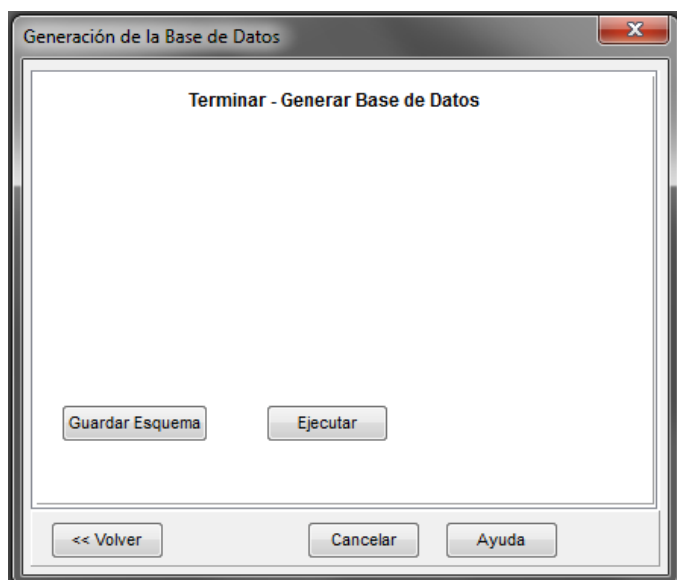 Generación de la Base de Datos
Terminar - Generar Base de Datos
Guardar Esquema Ejecutar
<< Volver Cancelar Ayuda